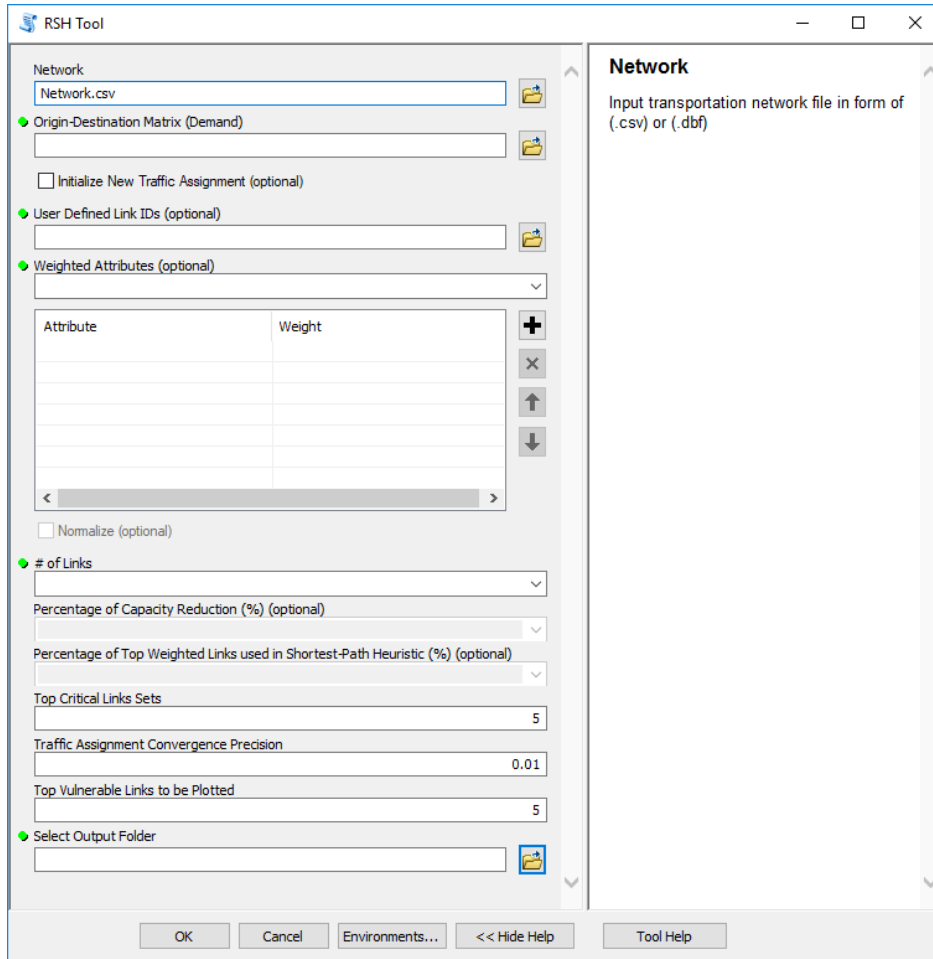 RSH Tool
Network
Network.csv
Origin-Destination Matrix (Demand)
Initialize New Traffic Assignment (optional)
User Defined Link IDs (optional)
Weighted Attributes (optional)
Attribute Weight
Normalize (optional)
# of Links
Percentage of Capacity Reduction (%) (optional)
Percentage of Top Weighted Links used in Shortest-Path Heuristic (%) (optional)
Top Critical Links Sets
5
Traffic Assignment Convergence Precision
0.01
Top Vulnerable Links to be Plotted
5
Select Output Folder
Network
Input transportation network file in form of
(.csv) or (.dbf)
OK Cancel Environments... << Hide Help Tool Help